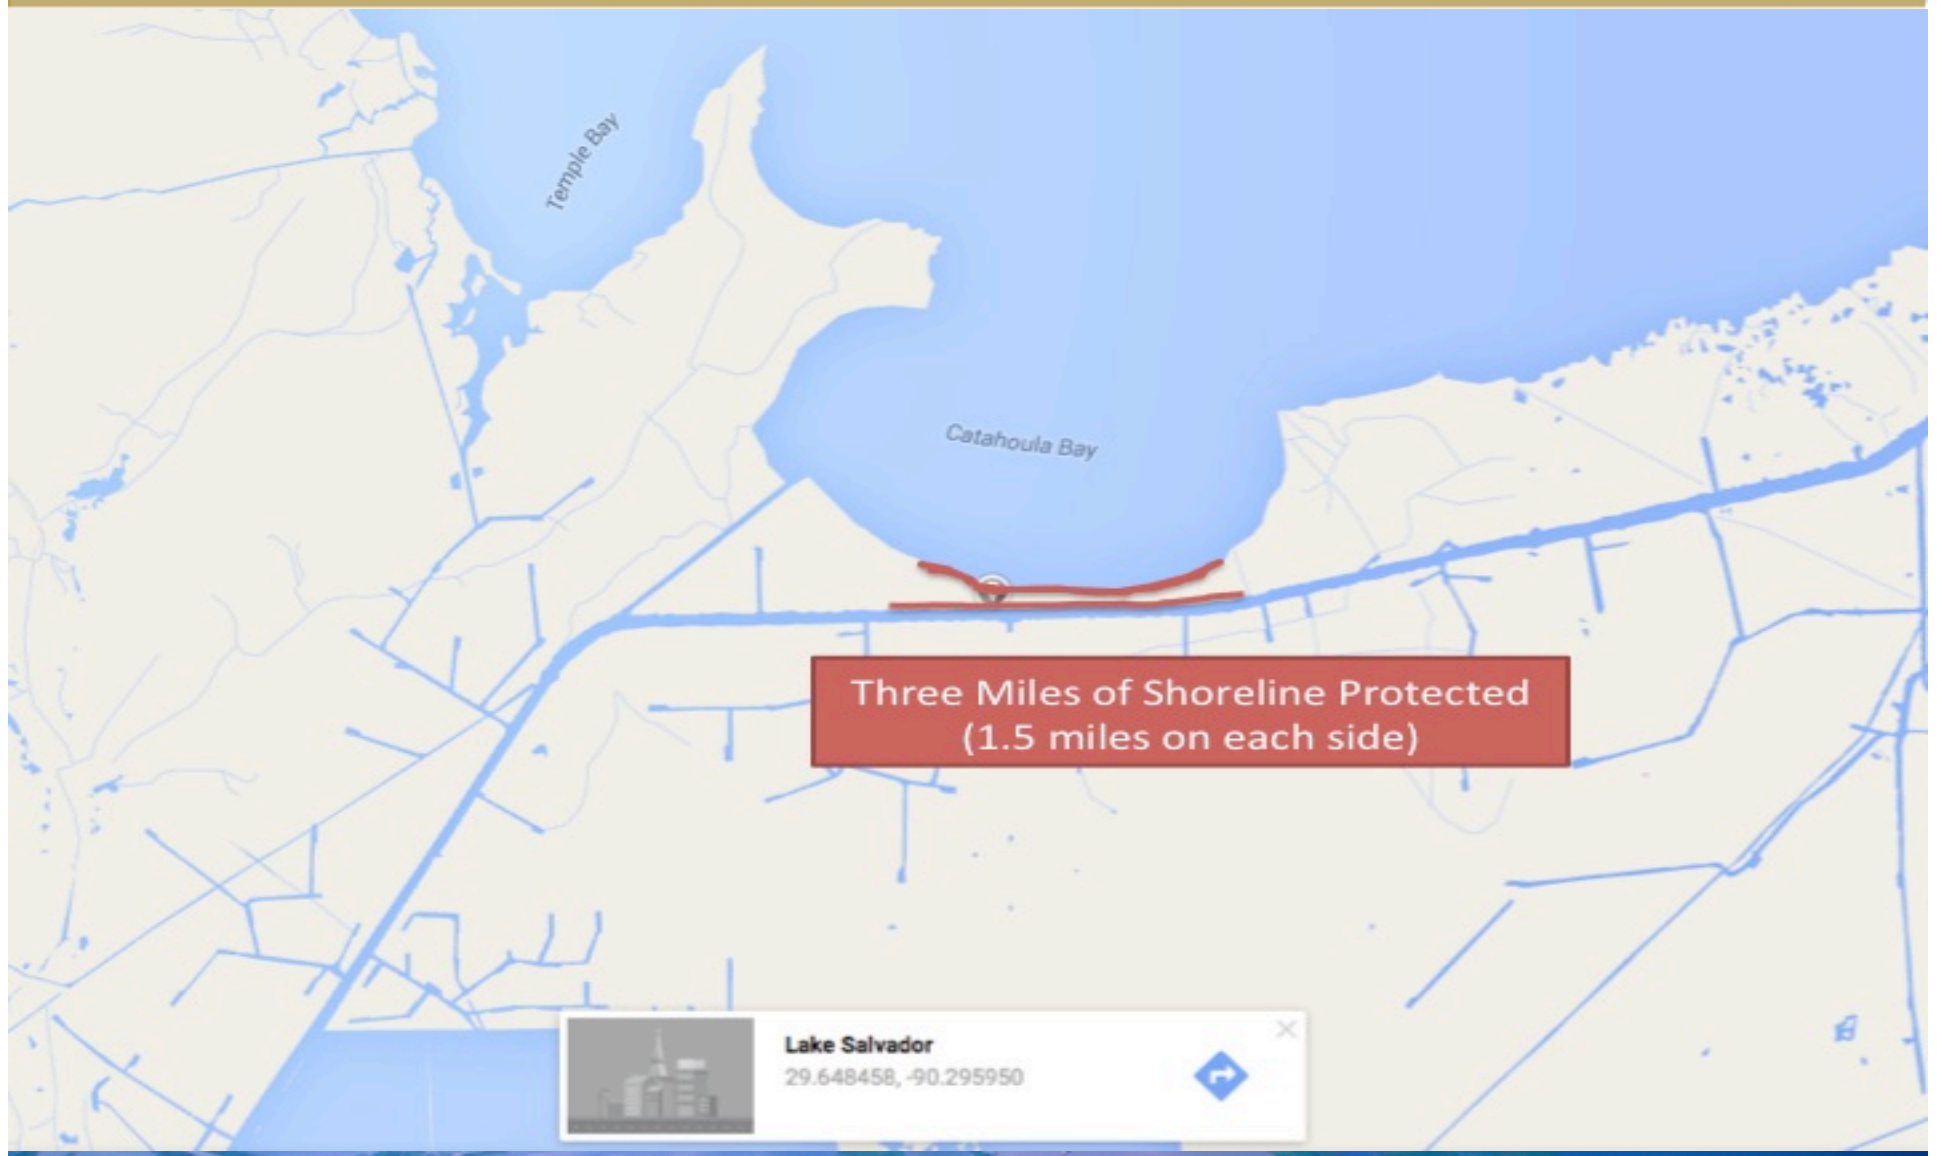 Temple Bay
Catahoula Bay
Three Miles of Shoreline Protected
(1.5 miles on each side)
Lake Salvador
29.648458, -90.295950